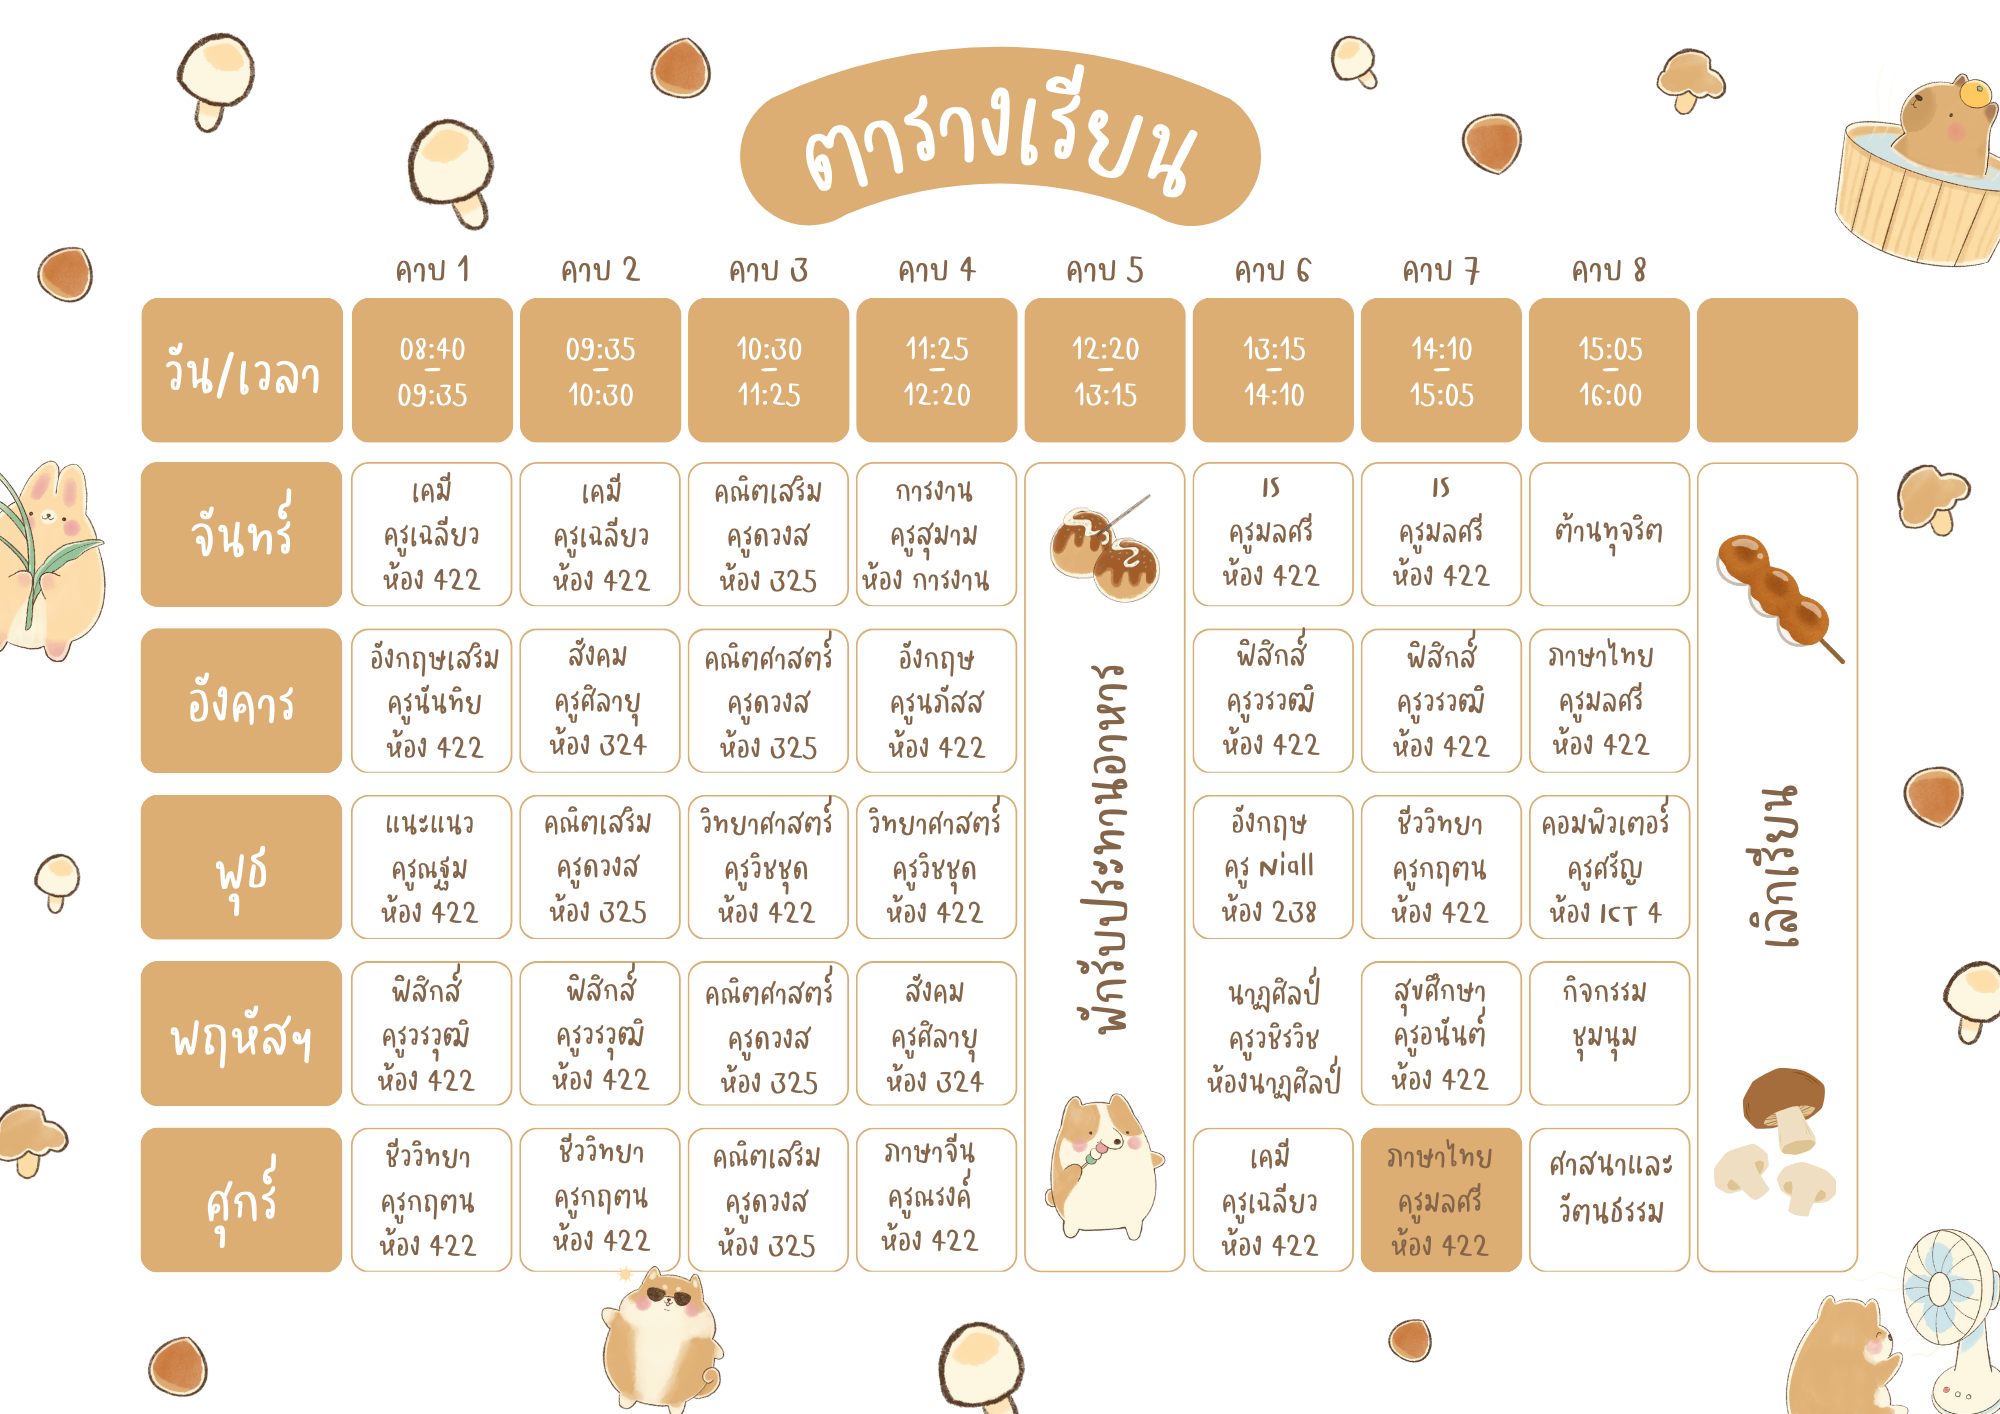 ตารางเรียน
คาบ 1 คาบ 2 คาบ 3 คาบ 4 คาบ 5 คาบ 6 คาบ 7 คาบ 8
วัน/เวลา
08:40 – 09:35
09:35 – 10:30
10:30 – 11:25
11:25 – 12:20
12:20 – 13:15
13:15 – 14:10
14:10 – 15:05
15:05 – 16:00
จันทร์
เคมี
ครูเฉลียว
ห้อง 422
เคมี
ครูเฉลียว
ห้อง 422
คณิตเสริม
ครูดวงส
ห้อง 325
การงาน
ครูสุมาม
ห้อง การงาน
IS
ครูมลศรี
ห้อง 422
IS
ครูมลศรี
ห้อง 422
ต้านทุจริต
อังคาร
อังกฤษเสริม
ครูนันทิย
ห้อง 422
สังคม
ครูศิลายุ
ห้อง 324
คณิตศาสตร์
ครูดวงส
ห้อง 325
อังกฤษ
ครูนภัสส
ห้อง 422
ฟิสิกส์
ครูวรวุฒิ
ห้อง 422
ฟิสิกส์
ครูวรวุฒิ
ห้อง 422
ภาษาไทย
ครูมลศรี
ห้อง 422
พุธ
แนะแนว
ครูณฐม
ห้อง 422
คณิตเสริม
ครูดวงส
ห้อง 325
วิทยาศาสตร์
ครูวิชชุด
ห้อง 422
วิทยาศาสตร์
ครูวิชชุด
ห้อง 422
อังกฤษ
ครู Niall
ห้อง 238
ชีววิทยา
ครูกฤตน
ห้อง 422
คอมพิวเตอร์
ครูศรัญ
ห้อง ICT 4
พฤหัสฯ
ฟิสิกส์
ครูวรวุฒิ
ห้อง 422
ฟิสิกส์
ครูวรวุฒิ
ห้อง 422
คณิตศาสตร์
ครูดวงส
ห้อง 325
สังคม
ครูศิลายุ
ห้อง 324
นาฏศิลป์
ครูวชิรวิช
ห้องนาฏศิลป์
สุขศึกษา
ครูอนันต์
ห้อง 422
กิจกรรม
ชุมนุม
ศุกร์
ชีววิทยา
ครูกฤตน
ห้อง 422
ชีววิทยา
ครูกฤตน
ห้อง 422
คณิตเสริม
ครูดวงส
ห้อง 325
ภาษาจีน
ครูณรงค์
ห้อง 422
เคมี
ครูเฉลียว
ห้อง 422
ภาษาไทย
ครูมลศรี
ห้อง 422
ศาสนาและ
วัตนธรรม
พักรับประทานอาหาร
เลิกเรียน